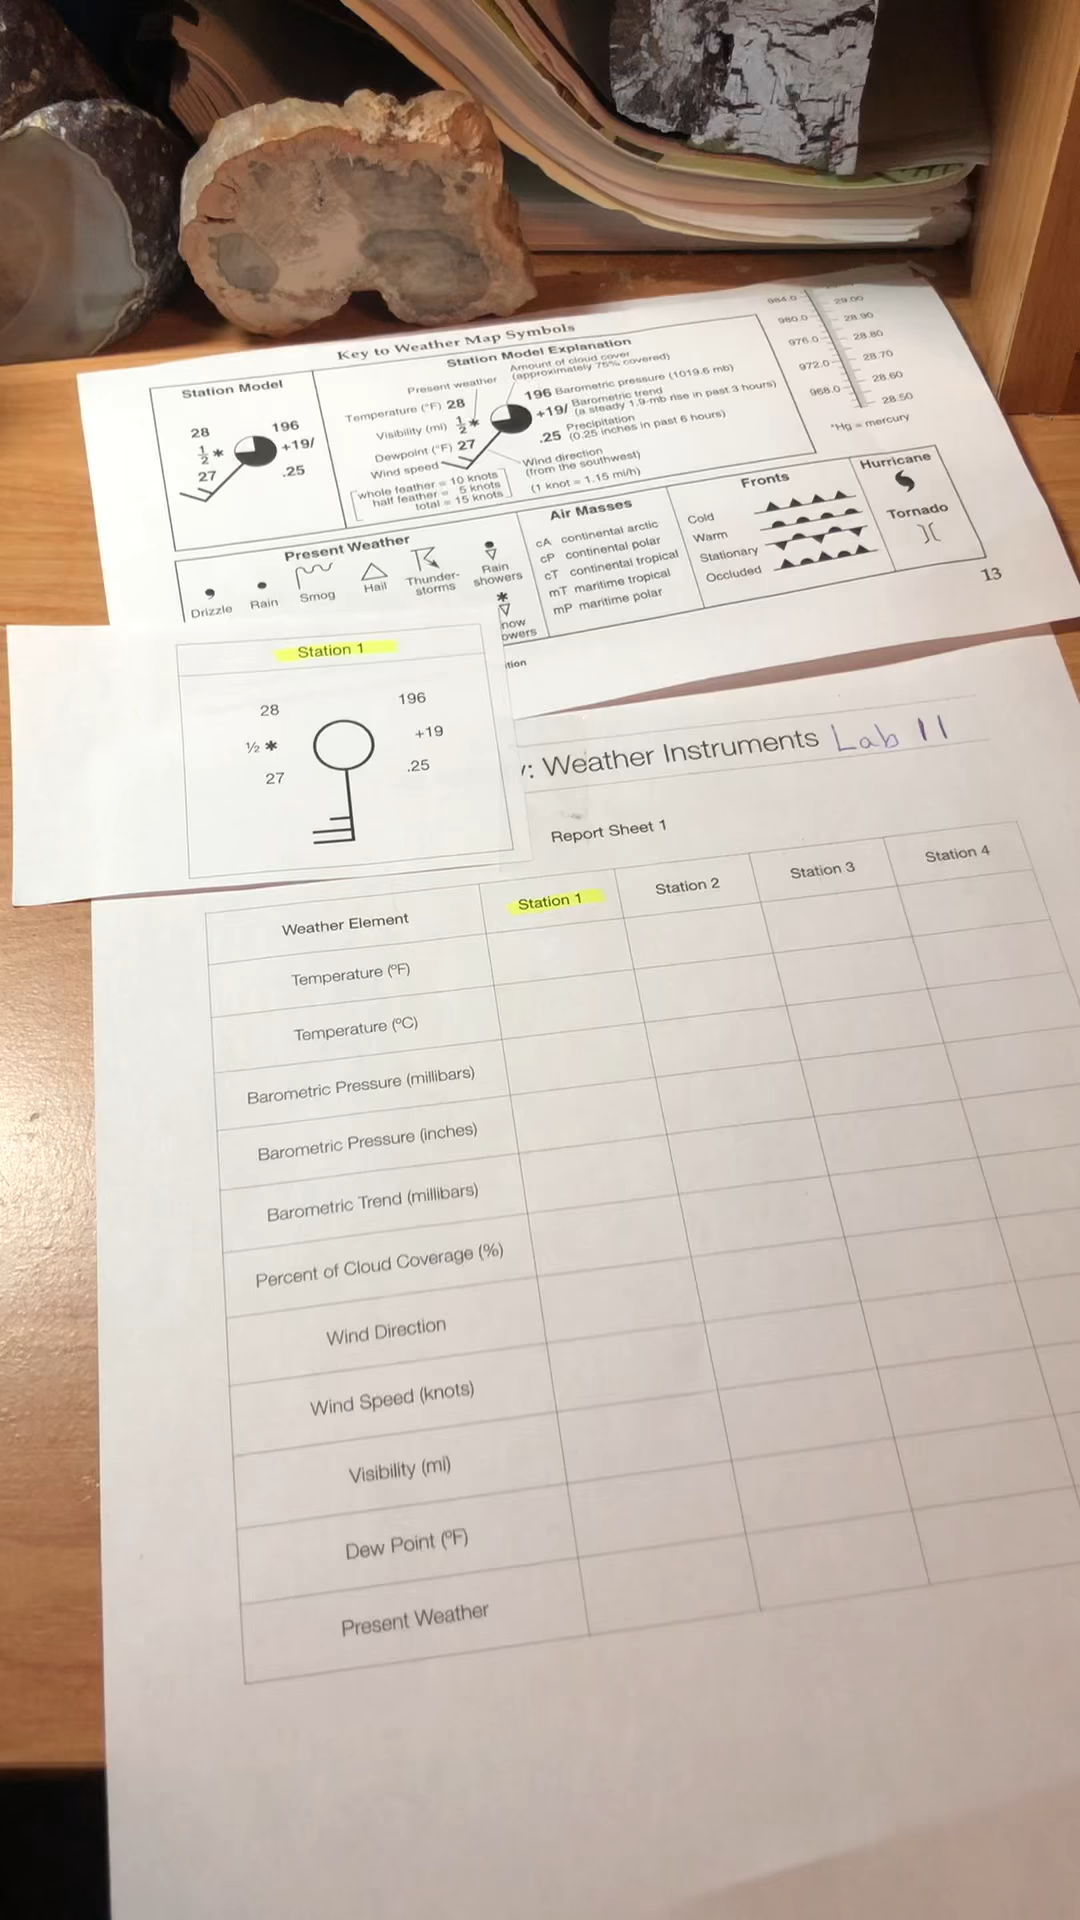 984.0 29.00
980.0 28.90
976.0 28.80
972.0 28.70
968.0 28.60
28.50
*Hg = mercury
Key to Weather Map Symbols
Station Model
28
196
½ *
+19/
27
.25
Station Model Explanation
Amount of cloud cover
(approximately 75% covered)
Present weather
Temperature (°F) 28
196 Barometric pressure (1019.6 mb)
Visibility (mi) ½ *
+19/ Barometric trend
(a steady 1.9-mb rise in past 3 hours)
Dewpoint (°F) 27
.25 Precipitation
(0.25 inches in past 6 hours)
Wind speed
Wind direction
(from the southwest)
whole feather = 10 knots
half feather = 5 knots
total = 15 knots
(1 knot = 1.15 mi/h)
Present Weather
Drizzle
Rain
Smog
Hail
Thunder-
storms
Rain
showers
now
owers
Air Masses
cA continental arctic
cP continental polar
cT continental tropical
mT maritime tropical
mP maritime polar
Fronts
Cold
Warm
Stationary
Occluded
Hurricane
Tornado
13
tion
Station 1
28
196
½ *
+19
27
.25
: Weather Instruments Lab 11
Report Sheet 1
Weather Element Station 1 Station 2 Station 3 Station 4
Temperature (ºF)
Temperature (ºC)
Barometric Pressure (millibars)
Barometric Pressure (inches)
Barometric Trend (millibars)
Percent of Cloud Coverage (%)
Wind Direction
Wind Speed (knots)
Visibility (mi)
Dew Point (ºF)
Present Weather